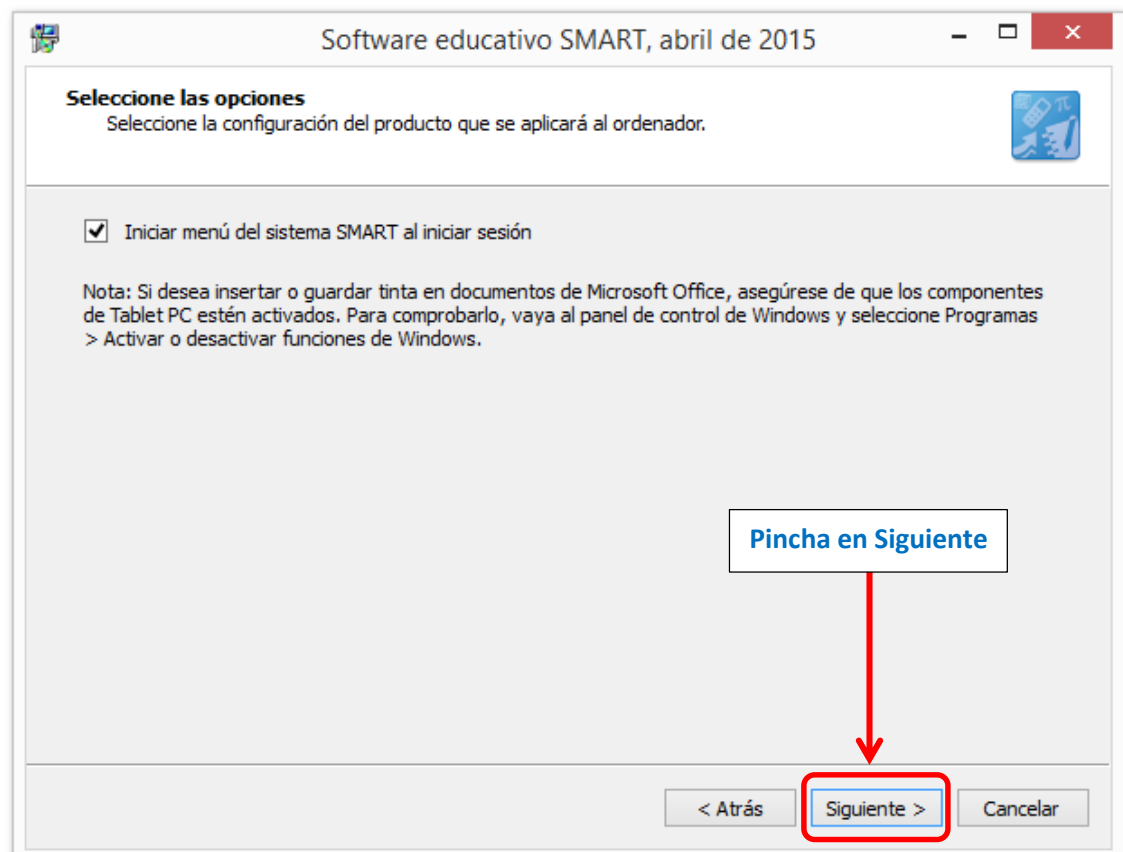 Software educativo SMART, abril de 2015
Seleccione las opciones
Seleccione la configuración del producto que se aplicará al ordenador.
Iniciar menú del sistema SMART al iniciar sesión
Nota: Si desea insertar o guardar tinta en documentos de Microsoft Office, asegúrese de que los componentes
de Tablet PC estén activados. Para comprobarlo, vaya al panel de control de Windows y seleccione Programas
> Activar o desactivar funciones de Windows.
Pincha en Siguiente
< Atrás Siguiente > Cancelar